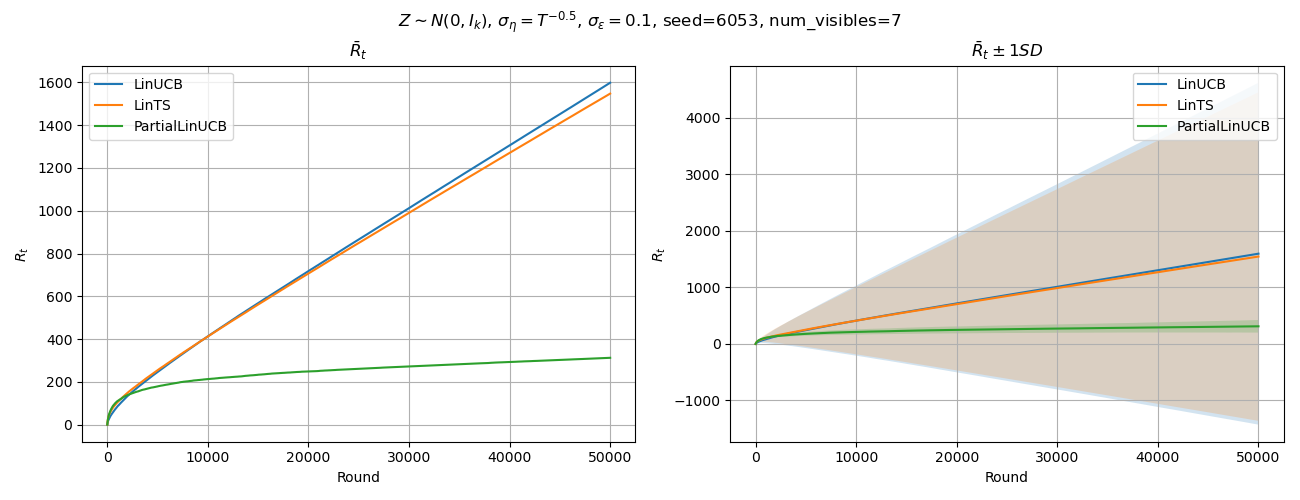 Z ∼ N(0, I_k), σ_η = T^{−0.5}, σ_ε = 0.1, seed=6053, num_visibles=7
R̄_t
1600
1400
1200
1000
800
600
400
200
0
R_t
LinUCB
LinTS
PartialLinUCB
0 10000 20000 30000 40000 50000
Round
R̄_t ± 1SD
4000
3000
2000
1000
0
−1000
R_t
LinUCB
LinTS
PartialLinUCB
0 10000 20000 30000 40000 50000
Round